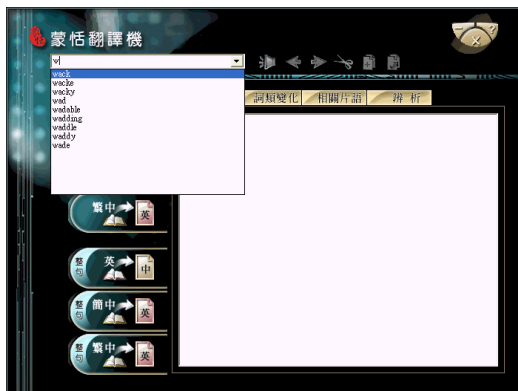 蒙恬翻譯機
w
wack
wacke
wacky
wad
wadable
wadding
waddle
waddy
wade
詞類變化 相關片語 辨析
繁中 英
整句 英 中
整句 簡中 英
整句 繁中 英